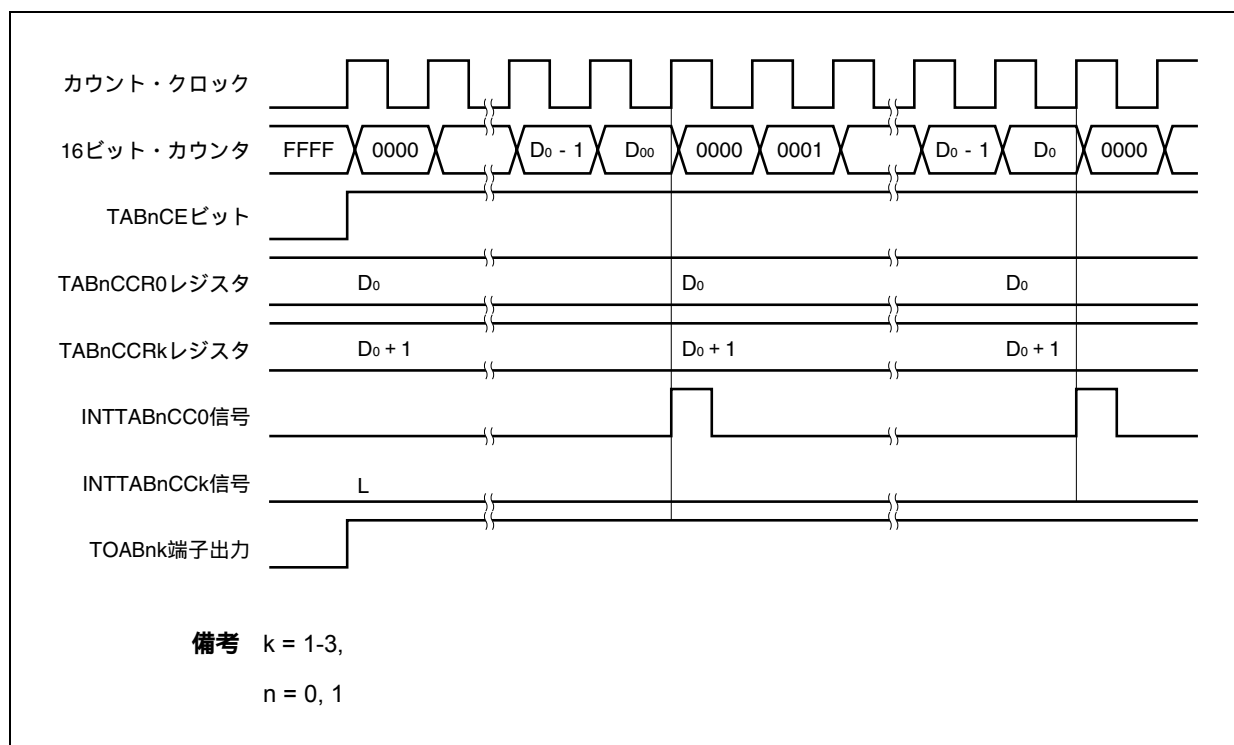 カウント・クロック
16ビット・カウンタ FFFF 0000 D0 - 1 D00 0000 0001 D0 - 1 D0 0000
TABnCEビット
TABnCCR0レジスタ D0 D0 D0
TABnCCRkレジスタ D0 + 1 D0 + 1 D0 + 1
INTTABnCC0信号
INTTABnCCk信号 L
TOABnk端子出力
備考 k = 1-3,
n = 0, 1